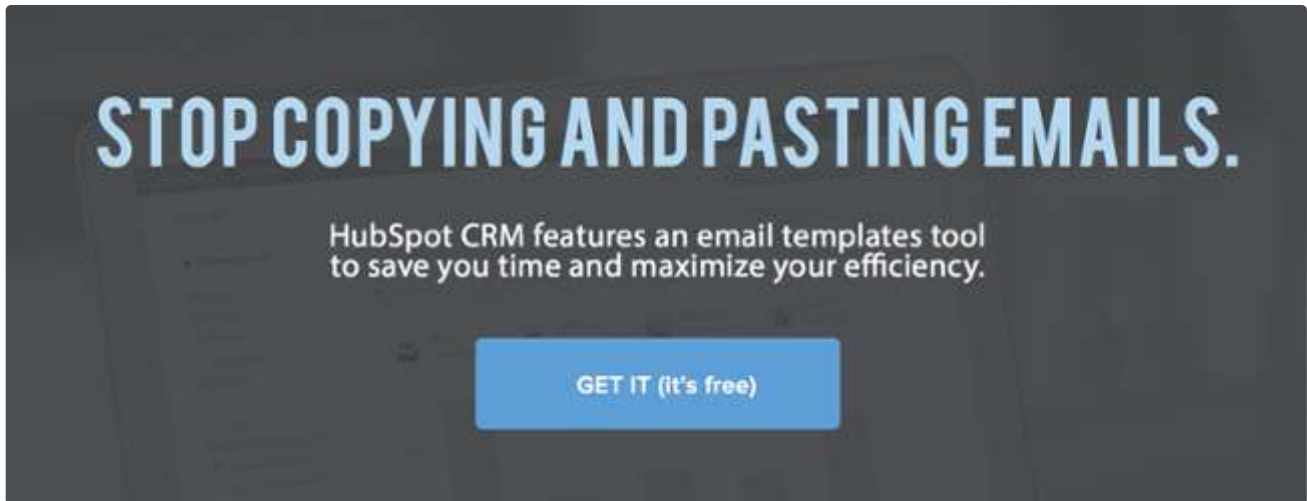 STOP COPYING AND PASTING EMAILS.
HubSpot CRM features an email templates tool
to save you time and maximize your efficiency.
GET IT (it's free)